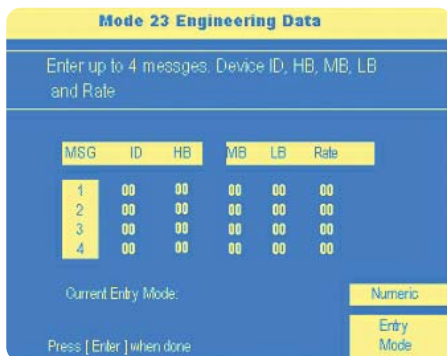 Mode 23 Engineering Data
Enter up to 4 messges. Device ID, HB, MB, LB
and Rate
MSG ID HB MB LB Rate
1 00 00 00 00 00
2 00 00 00 00 00
3 00 00 00 00 00
4 00 00 00 00 00
Current Entry Mode: Numeric
Entry
Mode
Press [ Enter ] when done